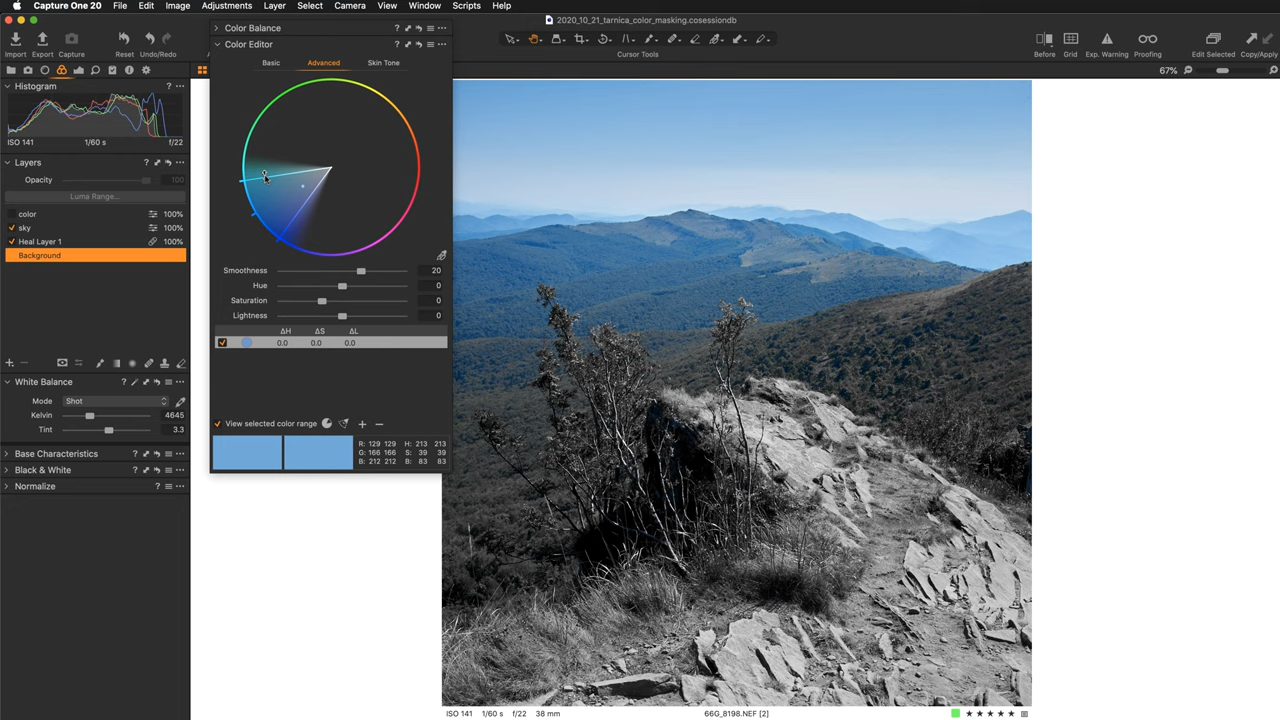 Capture One 20 File Edit Image Adjustments Layer Select Camera View Window Scripts Help
2020_10_21_tarnica_color_masking.cosessiondb
Import Export Capture Reset Undo/Redo
Cursor Tools
Before Grid Exp. Warning Proofing Edit Selected Copy/Apply
67%
Histogram ?
ISO 141 1/60 s f/22
Layers ?
Opacity 100
Luma Range...
color 100%
sky 100%
Heal Layer 1 100%
Background
White Balance ?
Mode Shot
Kelvin 4645
Tint 3.3
Base Characteristics ?
Black & White ?
Normalize ?
Color Balance ?
Color Editor ?
Basic Advanced Skin Tone
Smoothness 20
Hue 0
Saturation 0
Lightness 0
ΔH ΔS ΔL
0.0 0.0 0.0
View selected color range
R: 129 129 H: 213 213
G: 166 166 S: 39 39
B: 212 212 B: 83 83
ISO 141 1/60 s f/22 38 mm 66G_8198.NEF [2]